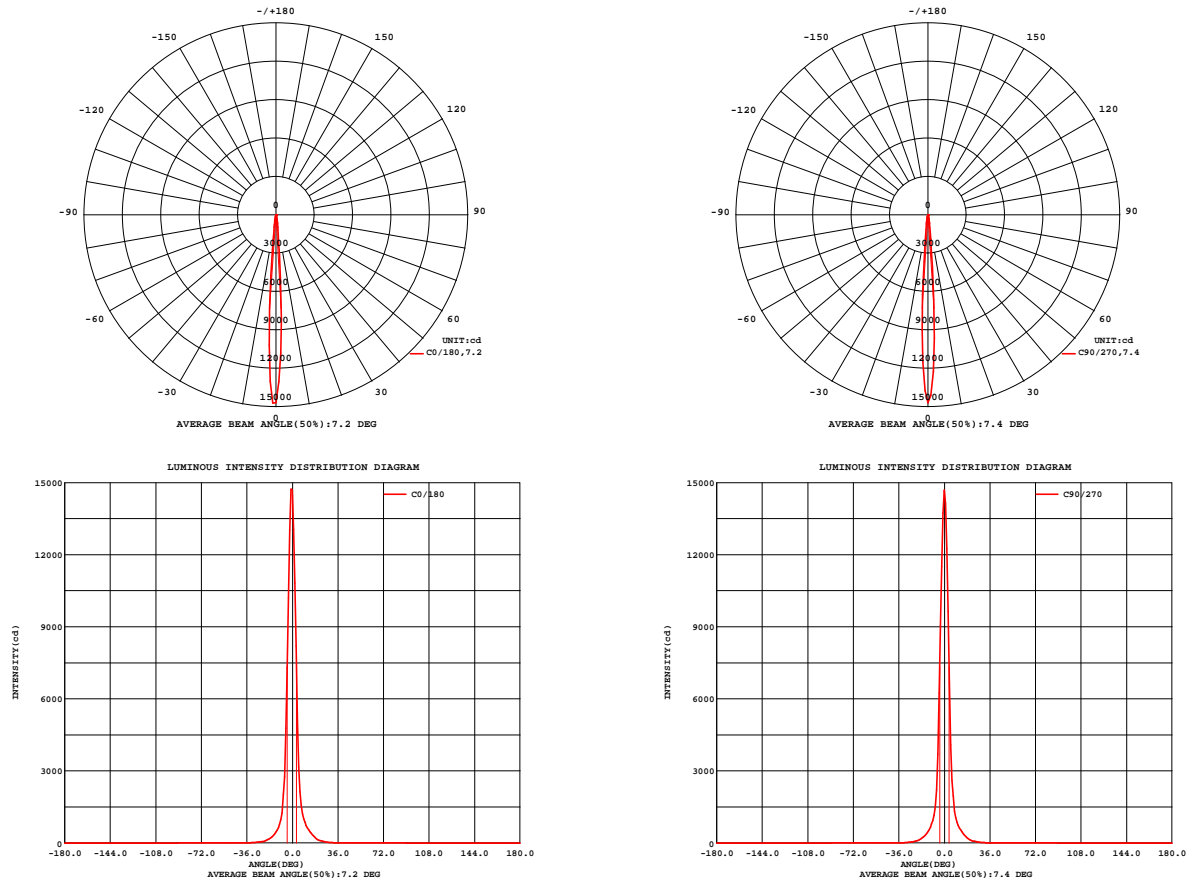 -/+180
-150 150
-120 120
-90 90
-60 60
-30 30
0
0
3000
6000
9000
12000
15000
UNIT:cd
C0/180,7.2
AVERAGE BEAM ANGLE(50%):7.2 DEG
-/+180
-150 150
-120 120
-90 90
-60 60
-30 30
0
0
3000
6000
9000
12000
15000
UNIT:cd
C90/270,7.4
AVERAGE BEAM ANGLE(50%):7.4 DEG
LUMINOUS INTENSITY DISTRIBUTION DIAGRAM
C0/180
15000
12000
9000
6000
3000
0
INTENSITY(cd)
-180.0 -144.0 -108.0 -72.0 -36.0 0.0 36.0 72.0 108.0 144.0 180.0
ANGLE(DEG)
AVERAGE BEAM ANGLE(50%):7.2 DEG
LUMINOUS INTENSITY DISTRIBUTION DIAGRAM
C90/270
15000
12000
9000
6000
3000
0
INTENSITY(cd)
-180.0 -144.0 -108.0 -72.0 -36.0 0.0 36.0 72.0 108.0 144.0 180.0
ANGLE(DEG)
AVERAGE BEAM ANGLE(50%):7.4 DEG